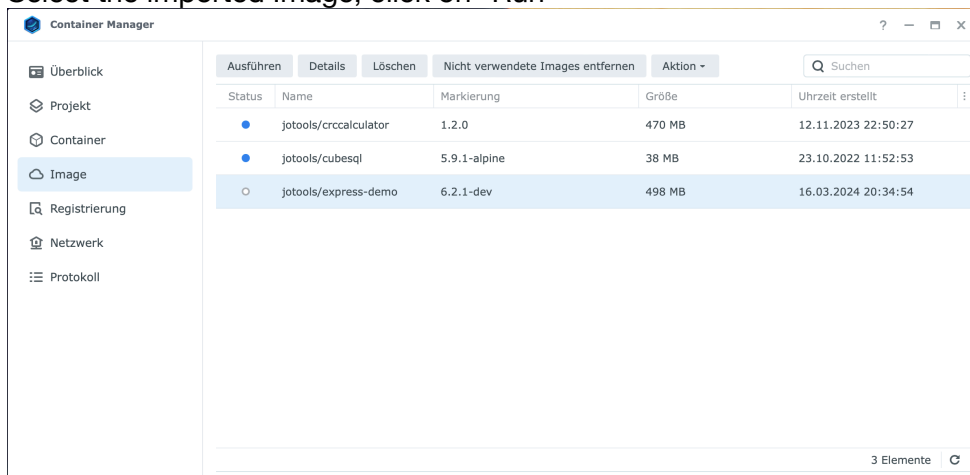 Select the imported Image, click on "Run"
Container Manager
?
Überblick
Projekt
Container
Image
Registrierung
Netzwerk
Protokoll
Ausführen Details Löschen Nicht verwendete Images entfernen Aktion Suchen
Status Name Markierung Größe Uhrzeit erstellt
jotools/crccalculator 1.2.0 470 MB 12.11.2023 22:50:27
jotools/cubesql 5.9.1-alpine 38 MB 23.10.2022 11:52:53
jotools/express-demo 6.2.1-dev 498 MB 16.03.2024 20:34:54
3 Elemente